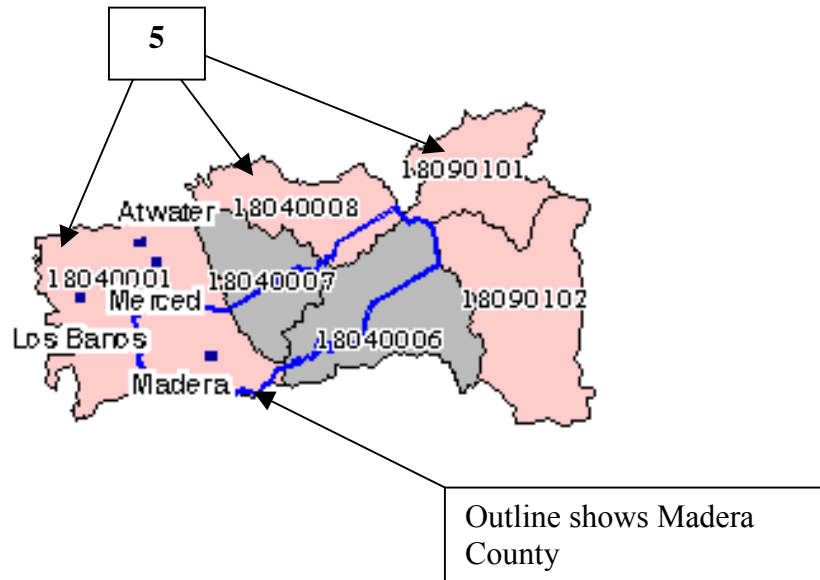 5
18090101
18040008
Atwater
18040001
18040007
Merced
18090102
Los Banos
18040006
Madera
Outline shows Madera
County